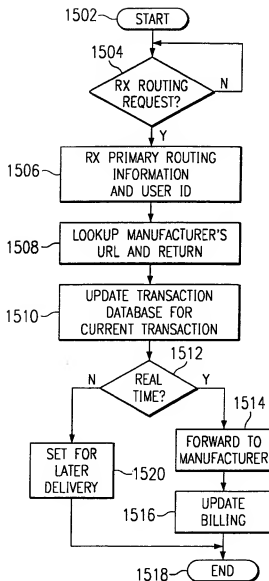 1502
START
1504
RX ROUTING
REQUEST?
N
Y
1506
RX PRIMARY ROUTING
INFORMATION
AND USER ID
1508
LOOKUP MANUFACTURER'S
URL AND RETURN
1510
UPDATE TRANSACTION
DATABASE FOR
CURRENT TRANSACTION
1512
N
REAL
TIME?
Y
1514
FORWARD TO
MANUFACTURER
SET FOR
LATER
DELIVERY
1520
1516
UPDATE
BILLING
1518
END